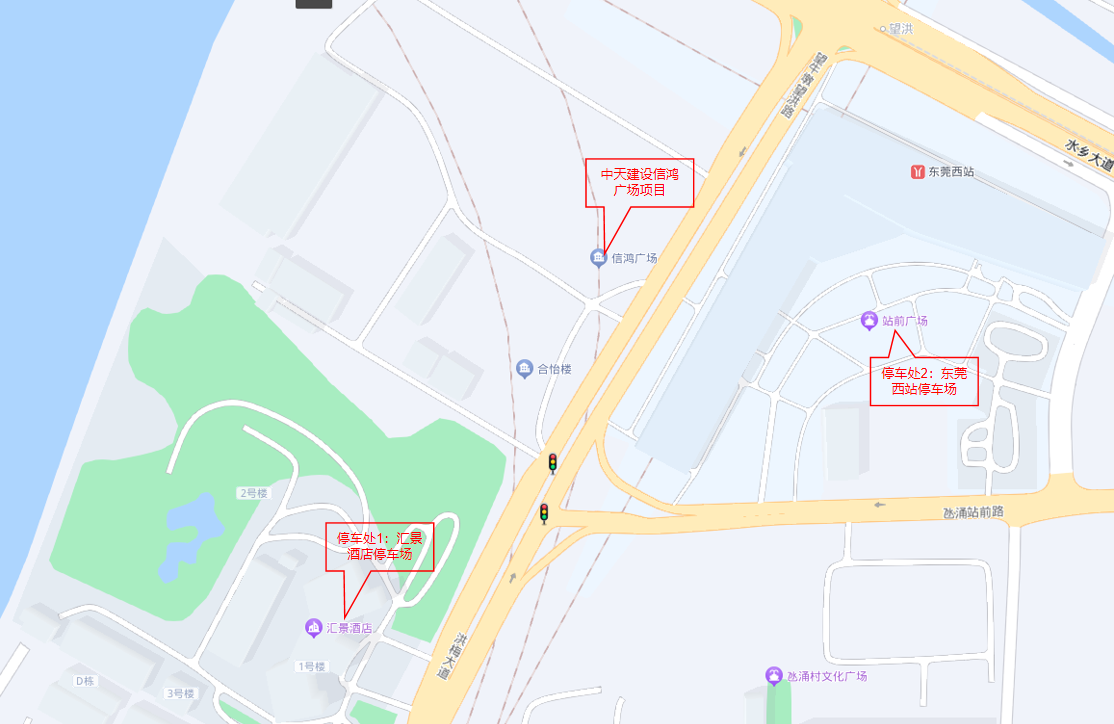 望洪
望牛墩望洪路
水乡大道
东莞西站
中天建设信鸿
广场项目
信鸿广场
站前广场
停车处2：东莞
西站停车场
合怡楼
2号楼
氹涌站前路
停车处1：汇景
酒店停车场
汇景酒店
洪梅大道
1号楼
D栋
3号楼
氹涌村文化广场